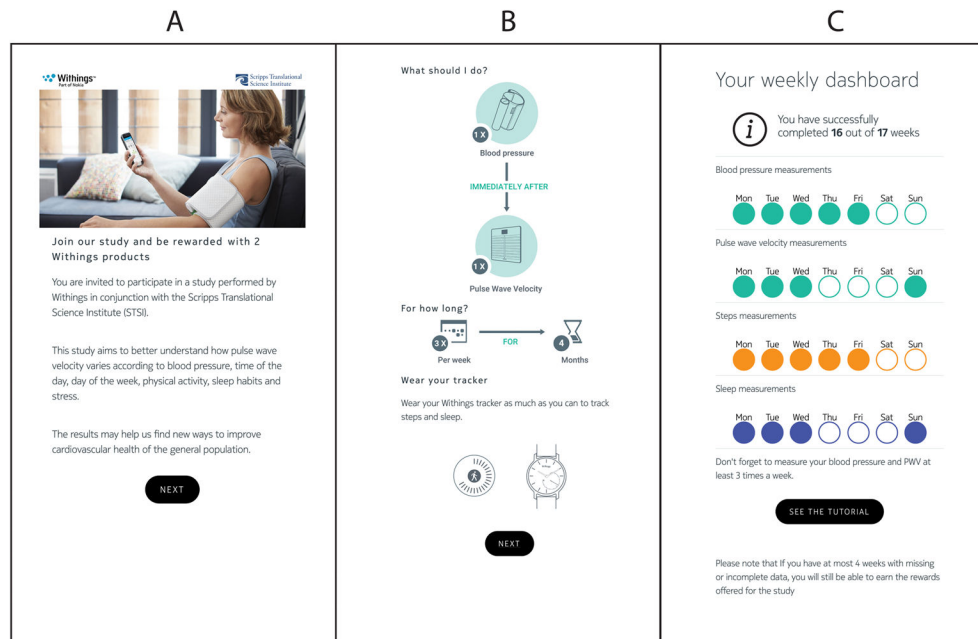 A
B
C
Withings™
Part of Nokia
Scripps Translational
Science Institute
Join our study and be rewarded with 2
Withings products
You are invited to participate in a study performed by
Withings in conjunction with the Scripps Translational
Science Institute (STSI).
This study aims to better understand how pulse wave
velocity varies according to blood pressure, time of the
day, day of the week, physical activity, sleep habits and
stress.
The results may help us find new ways to improve
cardiovascular health of the general population.
NEXT
What should I do?
1 X
Blood pressure
IMMEDIATELY AFTER
1 X
Pulse Wave Velocity
For how long?
3 X
FOR
4
Per week
Months
Wear your tracker
Wear your Withings tracker as much as you can to track
steps and sleep.
NEXT
Your weekly dashboard
i
You have successfully
completed 16 out of 17 weeks
Blood pressure measurements
Mon Tue Wed Thu Fri Sat Sun
Pulse wave velocity measurements
Mon Tue Wed Thu Fri Sat Sun
Steps measurements
Mon Tue Wed Thu Fri Sat Sun
Sleep measurements
Mon Tue Wed Thu Fri Sat Sun
Don't forget to measure your blood pressure and PWV at
least 3 times a week.
SEE THE TUTORIAL
Please note that If you have at most 4 weeks with missing
or incomplete data, you will still be able to earn the rewards
offered for the study